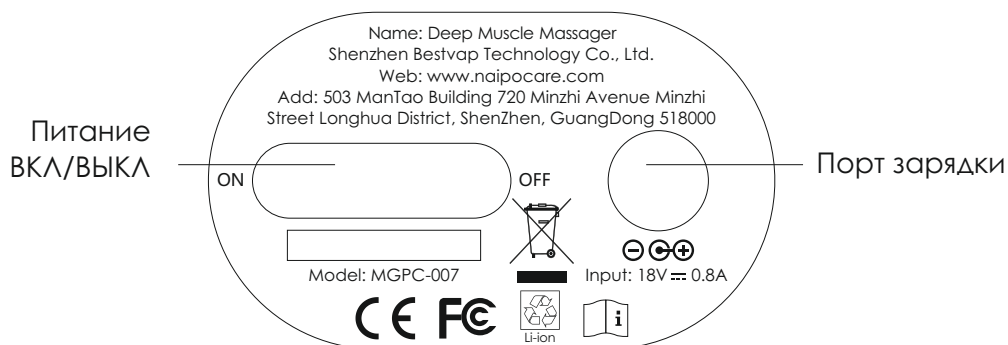 Name: Deep Muscle Massager
Shenzhen Bestvap Technology Co., Ltd.
Web: www.naipocare.com
Add: 503 ManTao Building 720 Minzhi Avenue Minzhi
Street Longhua District, ShenZhen, GuangDong 518000
Питание
ВКЛ/ВЫКЛ
ON
OFF
Порт зарядки
Model: MGPC-007
Input: 18V ⎓ 0.8A
CE FC
Li-ion
i